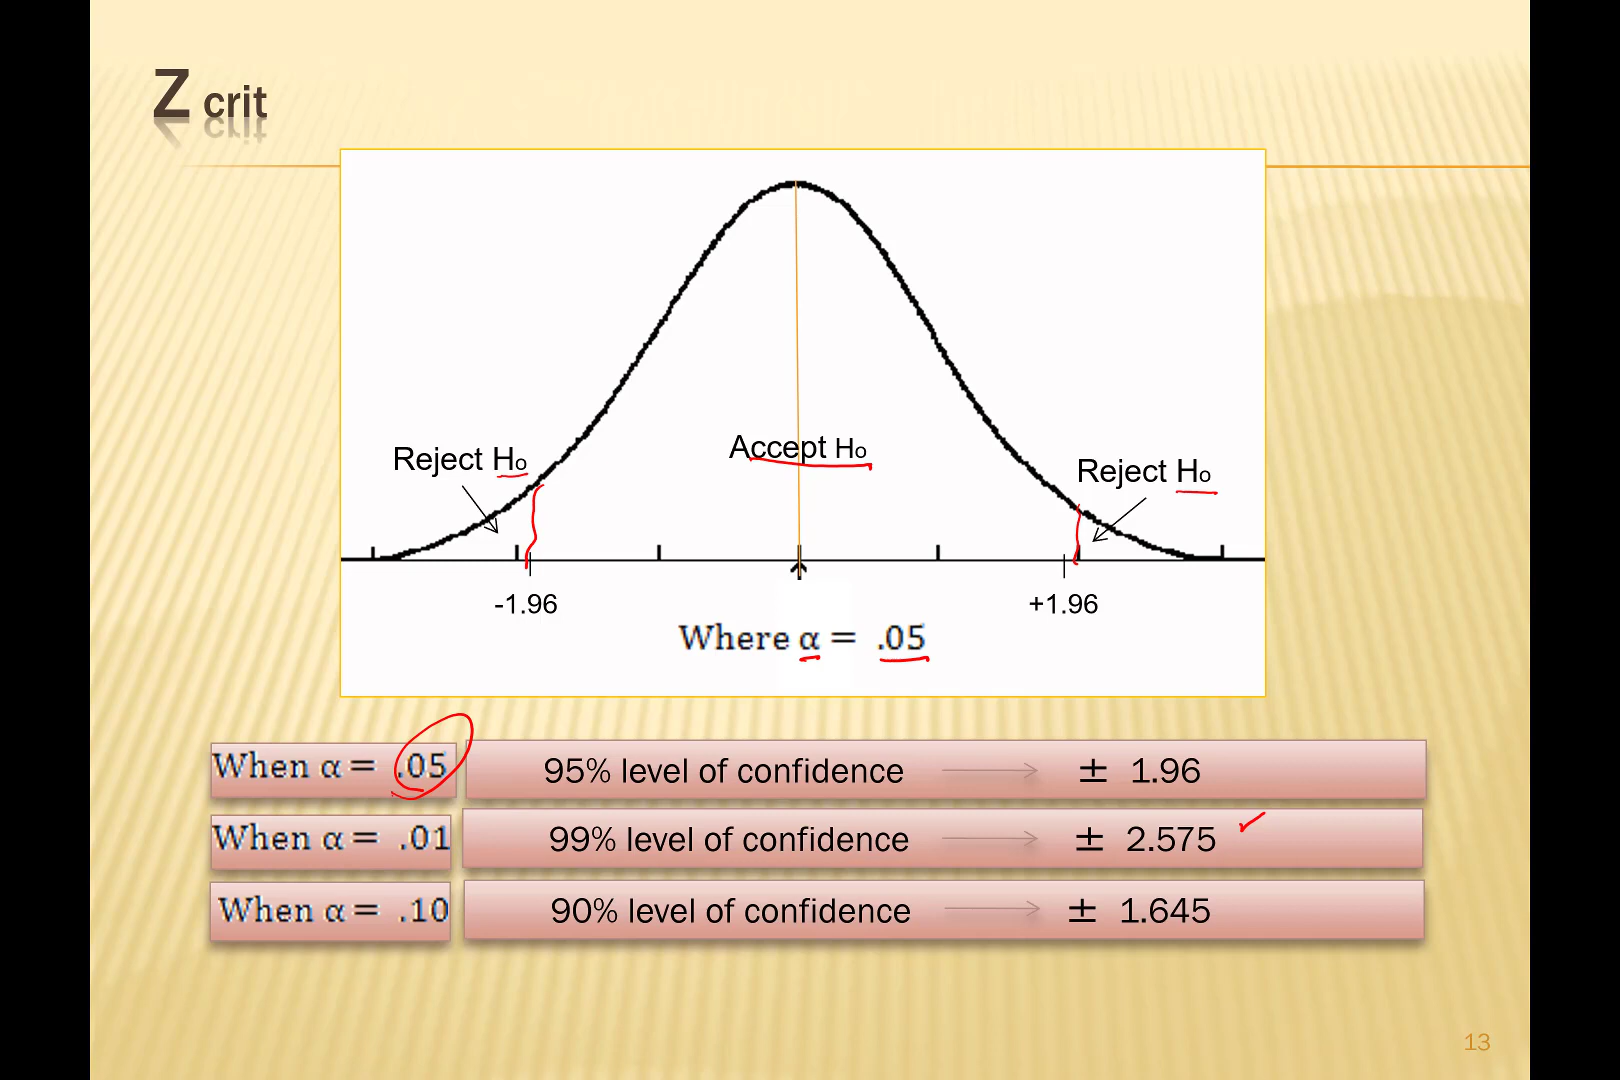 Z crit
Reject Ho
Accept Ho
Reject Ho
-1.96
+1.96
Where α = .05
When α = .05
95% level of confidence
± 1.96
When α = .01
99% level of confidence
± 2.575
When α = .10
90% level of confidence
± 1.645
13